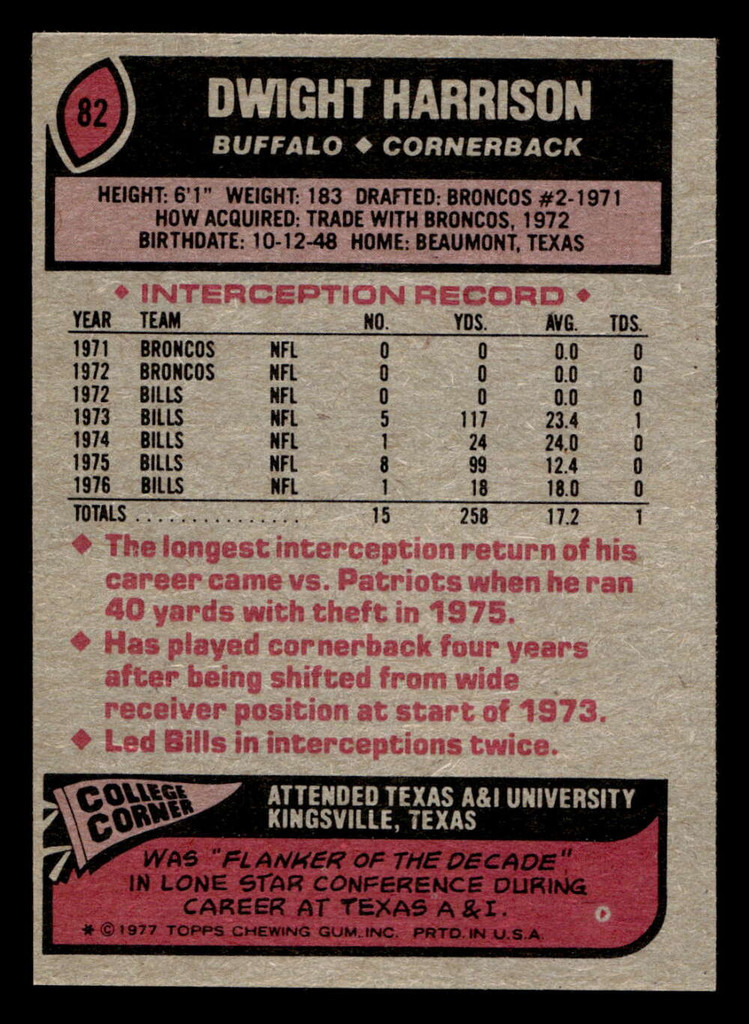 82
DWIGHT HARRISON
BUFFALO ◆ CORNERBACK
HEIGHT: 6'1" WEIGHT: 183 DRAFTED: BRONCOS #2-1971
HOW ACQUIRED: TRADE WITH BRONCOS, 1972
BIRTHDATE: 10-12-48 HOME: BEAUMONT, TEXAS
◆ INTERCEPTION RECORD ◆
YEAR TEAM NO. YDS. AVG. TDS.
1971 BRONCOS NFL 0 0 0.0 0
1972 BRONCOS NFL 0 0 0.0 0
1972 BILLS NFL 0 0 0.0 0
1973 BILLS NFL 5 117 23.4 1
1974 BILLS NFL 1 24 24.0 0
1975 BILLS NFL 8 99 12.4 0
1976 BILLS NFL 1 18 18.0 0
TOTALS ............... 15 258 17.2 1
◆ The longest interception return of his
career came vs. Patriots when he ran
40 yards with theft in 1975.
◆ Has played cornerback four years
after being shifted from wide
receiver position at start of 1973.
◆ Led Bills in interceptions twice.
COLLEGE
CORNER
ATTENDED TEXAS A&I UNIVERSITY
KINGSVILLE, TEXAS
WAS "FLANKER OF THE DECADE"
IN LONE STAR CONFERENCE DURING
CAREER AT TEXAS A & I.
* © 1977 TOPPS CHEWING GUM, INC. PRTD. IN U.S.A.